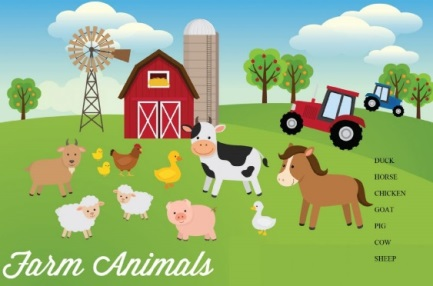 DUCK
HORSE
CHICKEN
GOAT
PIG
COW
SHEEP
Farm Animals